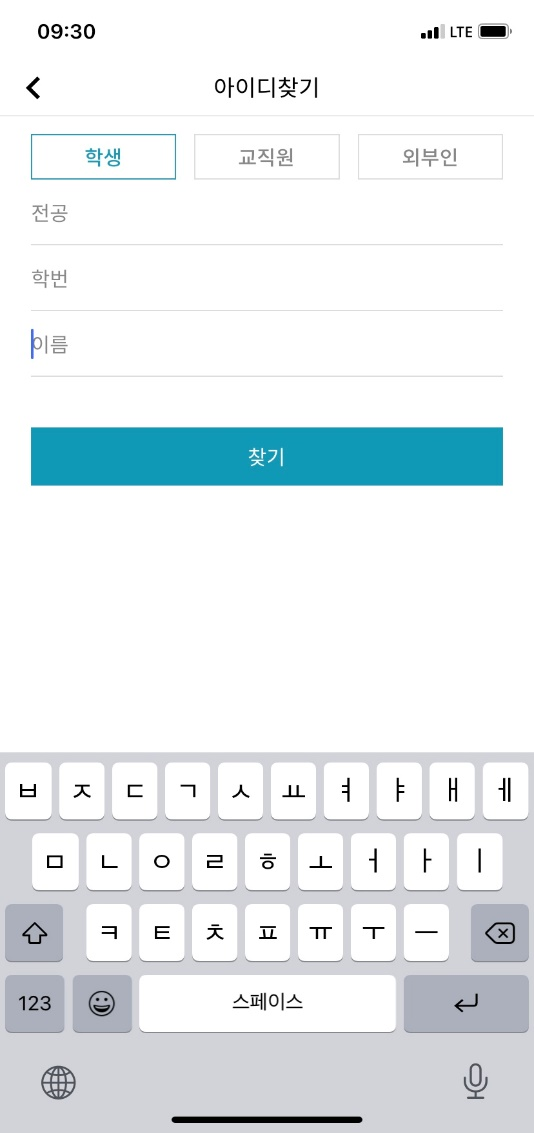 09:30 LTE
아이디찾기
학생 교직원 외부인
전공
학번
이름
찾기
ㅂ ㅈ ㄷ ㄱ ㅅ ㅛ ㅕ ㅑ ㅐ ㅔ
ㅁ ㄴ ㅇ ㄹ ㅎ ㅗ ㅓ ㅏ ㅣ
ㅋ ㅌ ㅊ ㅍ ㅠ ㅜ ㅡ
123 스페이스